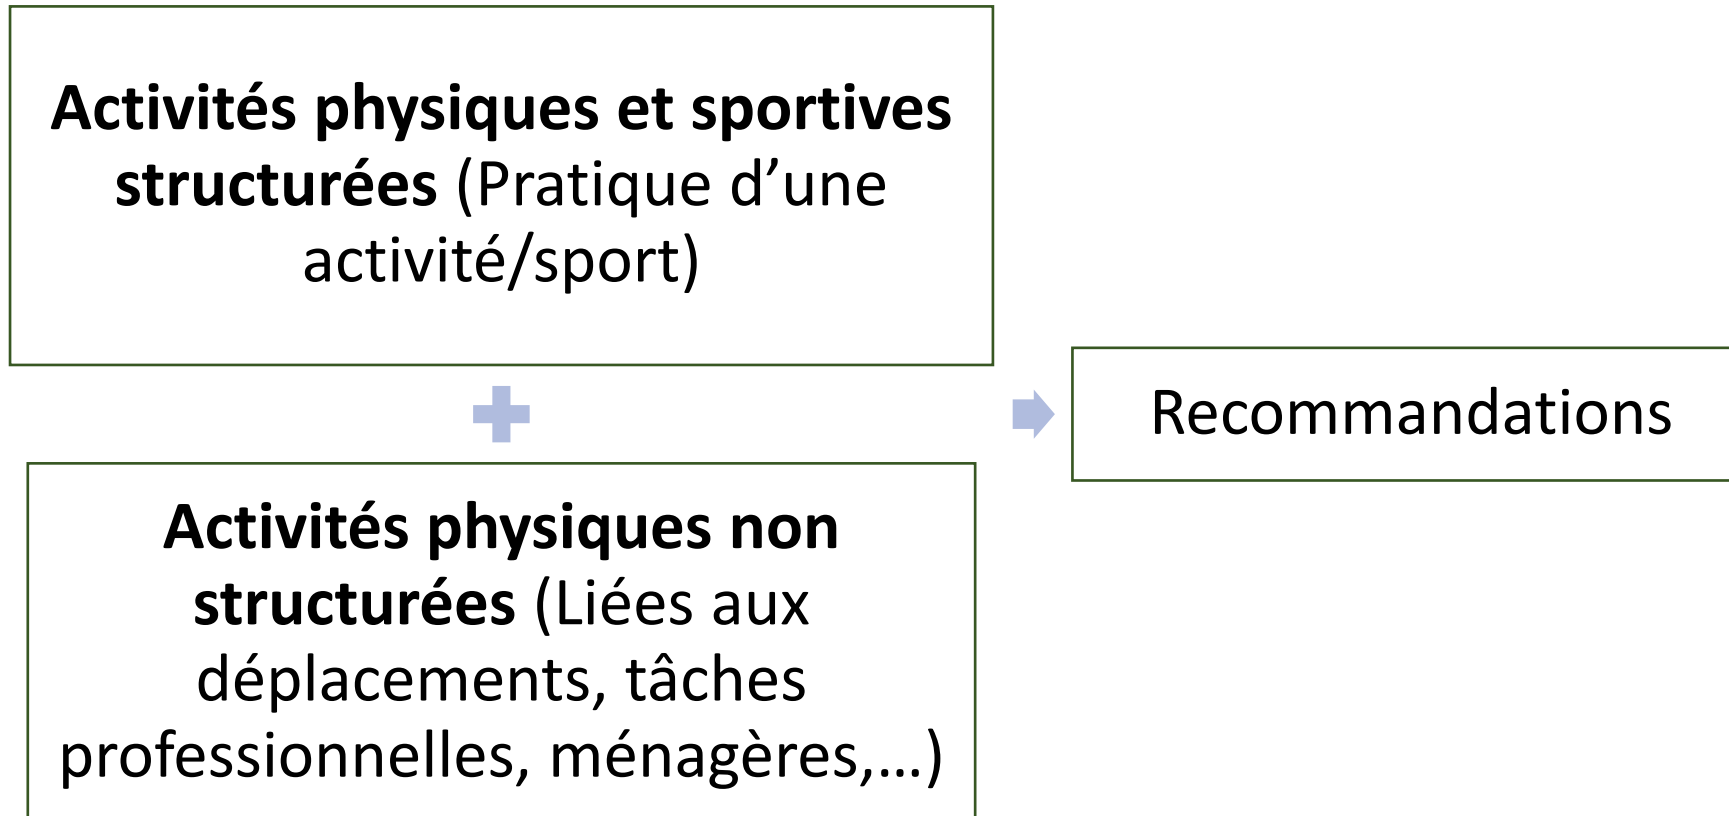 Activités physiques et sportives
structurées (Pratique d’une
activité/sport)
Recommandations
Activités physiques non
structurées (Liées aux
déplacements, tâches
professionnelles, ménagères,…)